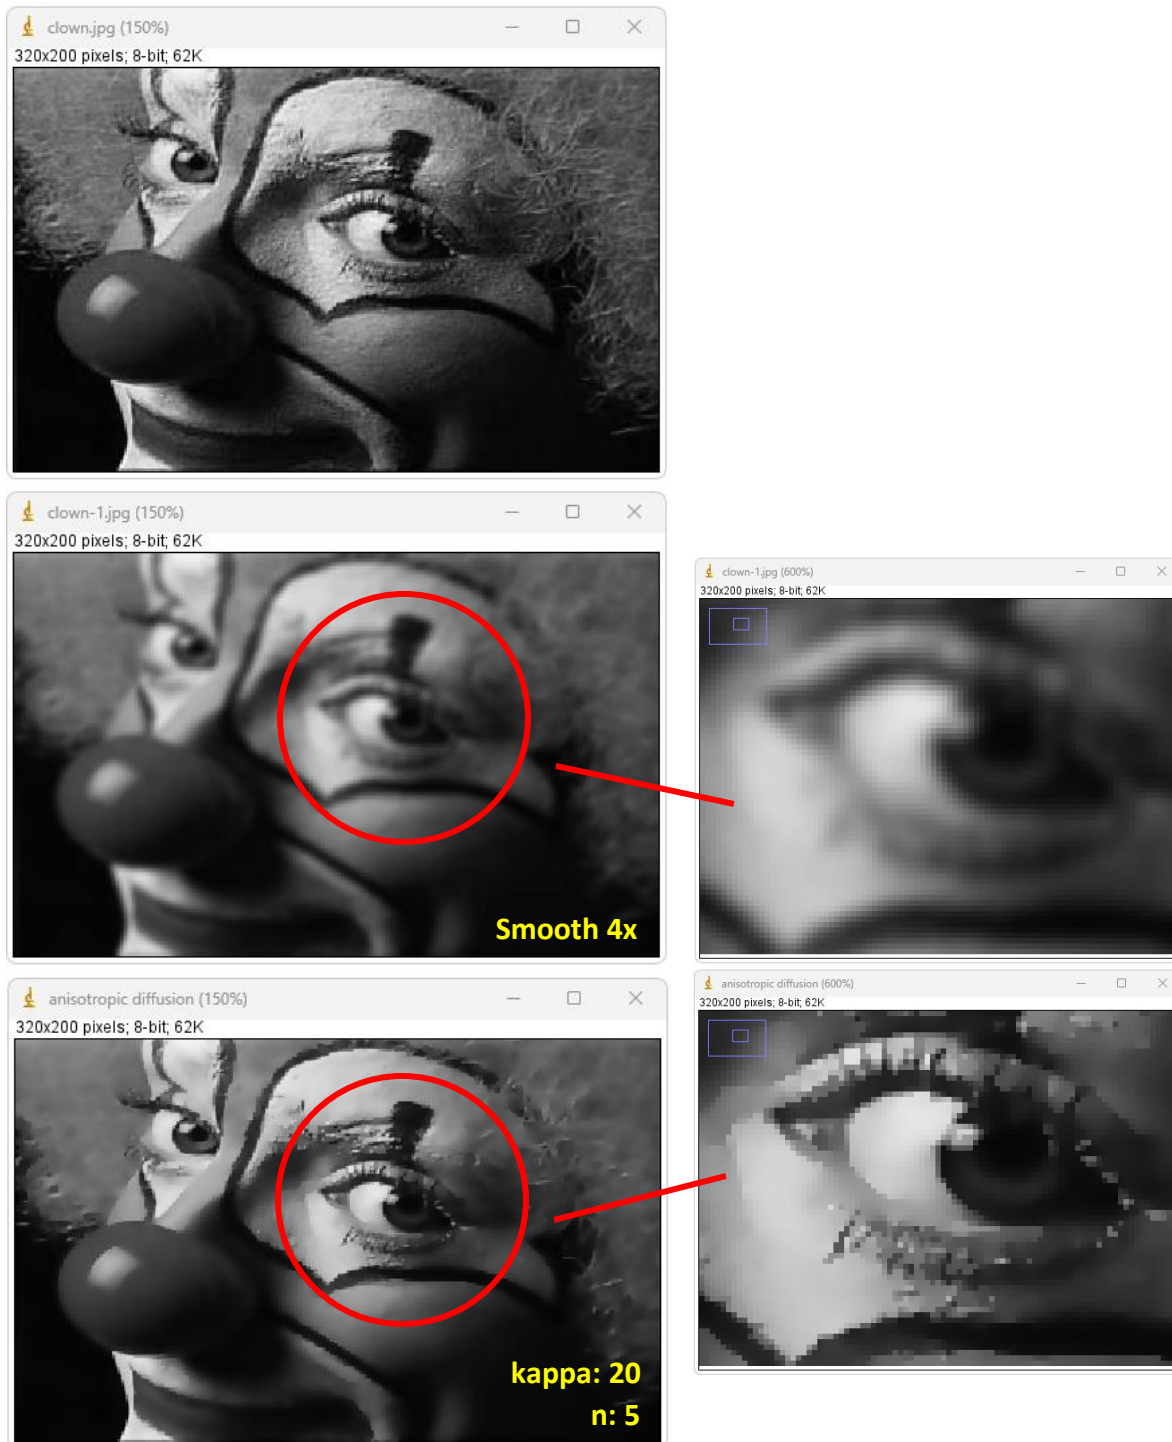 clown.jpg (150%)
320x200 pixels; 8-bit; 62K
clown-1.jpg (150%)
320x200 pixels; 8-bit; 62K
Smooth 4x
clown-1.jpg (600%)
320x200 pixels; 8-bit; 62K
anisotropic diffusion (150%)
320x200 pixels; 8-bit; 62K
kappa: 20
n: 5
anisotropic diffusion (600%)
320x200 pixels; 8-bit; 62K